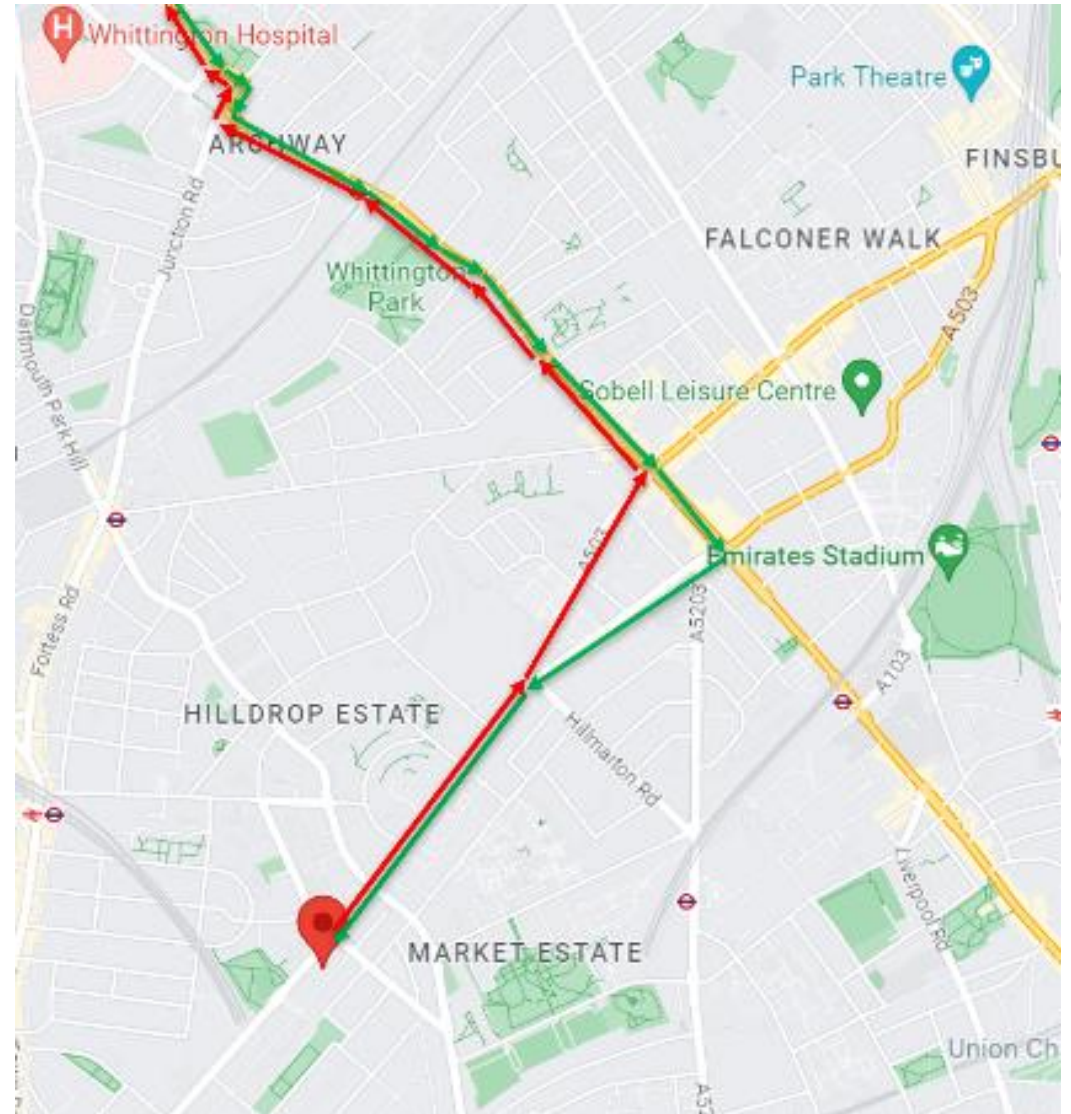 H
Whittington Hospital
Park Theatre
ARCHWAY
FINSBU
Junction Rd
FALCONER WALK
Whittington
Park
A503
Dartmouth Park Hill
Sobell Leisure Centre
A503
Emirates Stadium
Fortess Rd
A5203
A103
HILLDROP ESTATE
Hillmarton Rd
Liverpool Rd
MARKET ESTATE
Union Ch
A52